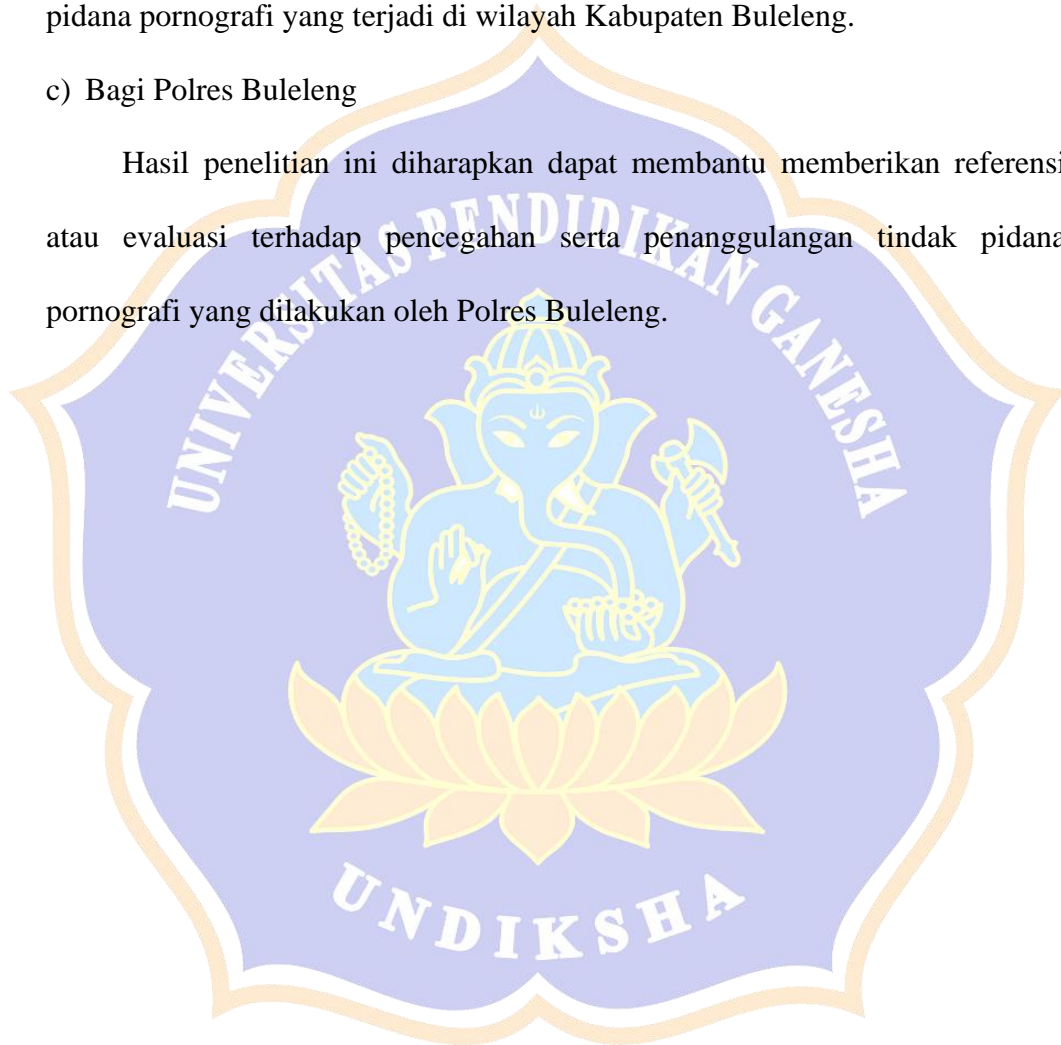 pidana pornografi yang terjadi di wilayah Kabupaten Buleleng.
c) Bagi Polres Buleleng
Hasil penelitian ini diharapkan dapat membantu memberikan referensi
atau evaluasi terhadap pencegahan serta penanggulangan tindak pidana
pornografi yang dilakukan oleh Polres Buleleng.
UNIVERSITAS PENDIDIKAN GANESHA
UNDIKSHA